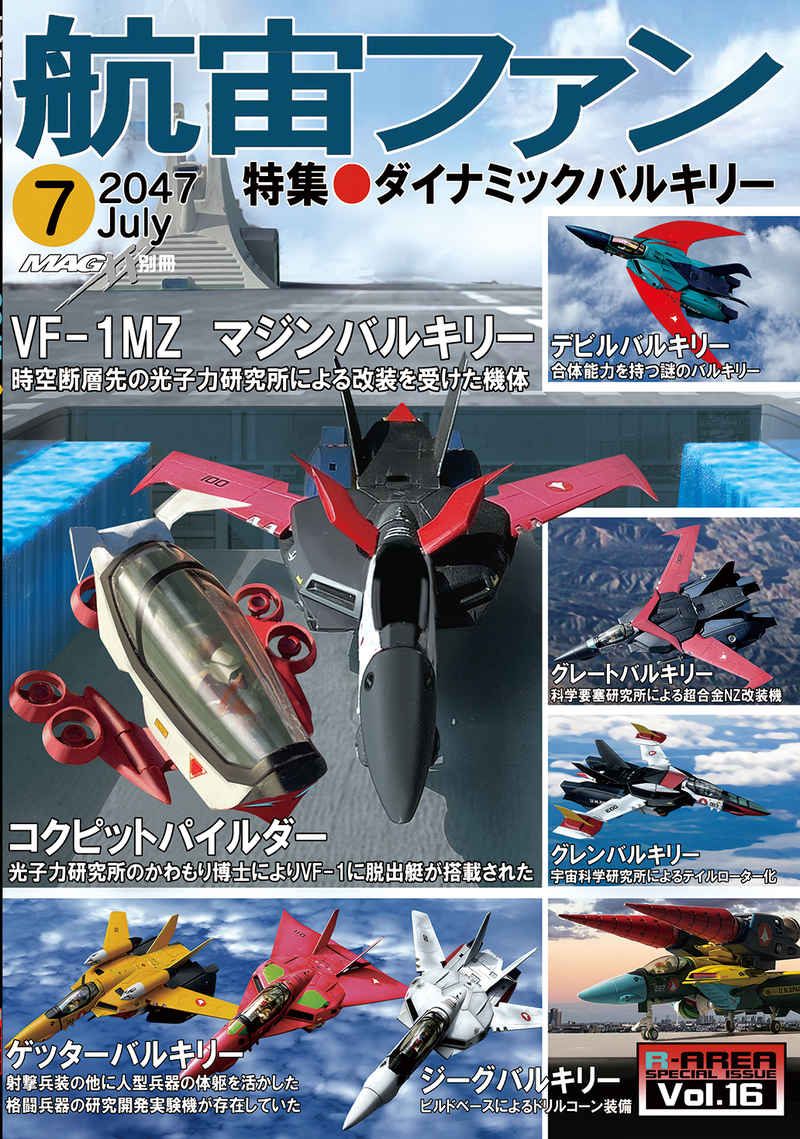 航宙ファン
7
2047
July
特集●ダイナミックバルキリー
別冊
VF-1MZ マジンバルキリー
時空断層先の光子力研究所による改装を受けた機体
デビルバルキリー
合体能力を持つ謎のバルキリー
100
グレートバルキリー
科学要塞研究所による超合金NZ改装機
グレンバルキリー
宇宙科学研究所によるテイルローター化
コクピットパイルダー
光子力研究所のかわもり博士によりVF-1に脱出艇が搭載された
ゲッターバルキリー
射撃兵装の他に人型兵器の体躯を活かした
格闘兵器の研究開発実験機が存在していた
ジーグバルキリー
ビルドベースによるドリルコーン装備
R-AREA
SPECIAL ISSUE
Vol.16